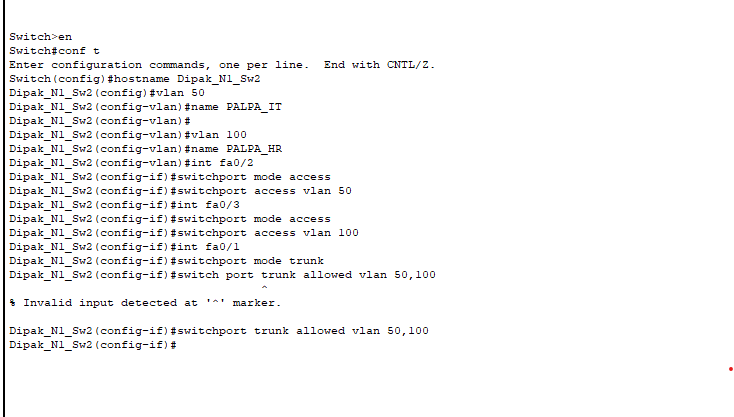 Switch>en
Switch#conf t
Enter configuration commands, one per line.  End with CNTL/Z.
Switch(config)#hostname Dipak_N1_Sw2
Dipak_N1_Sw2(config)#vlan 50
Dipak_N1_Sw2(config-vlan)#name PALPA_IT
Dipak_N1_Sw2(config-vlan)#
Dipak_N1_Sw2(config-vlan)#vlan 100
Dipak_N1_Sw2(config-vlan)#name PALPA_HR
Dipak_N1_Sw2(config-vlan)#int fa0/2
Dipak_N1_Sw2(config-if)#switchport mode access
Dipak_N1_Sw2(config-if)#switchport access vlan 50
Dipak_N1_Sw2(config-if)#int fa0/3
Dipak_N1_Sw2(config-if)#switchport mode access
Dipak_N1_Sw2(config-if)#switchport access vlan 100
Dipak_N1_Sw2(config-if)#int fa0/1
Dipak_N1_Sw2(config-if)#switchport mode trunk
Dipak_N1_Sw2(config-if)#switch port trunk allowed vlan 50,100
^
% Invalid input detected at '^' marker.
Dipak_N1_Sw2(config-if)#switchport trunk allowed vlan 50,100
Dipak_N1_Sw2(config-if)#